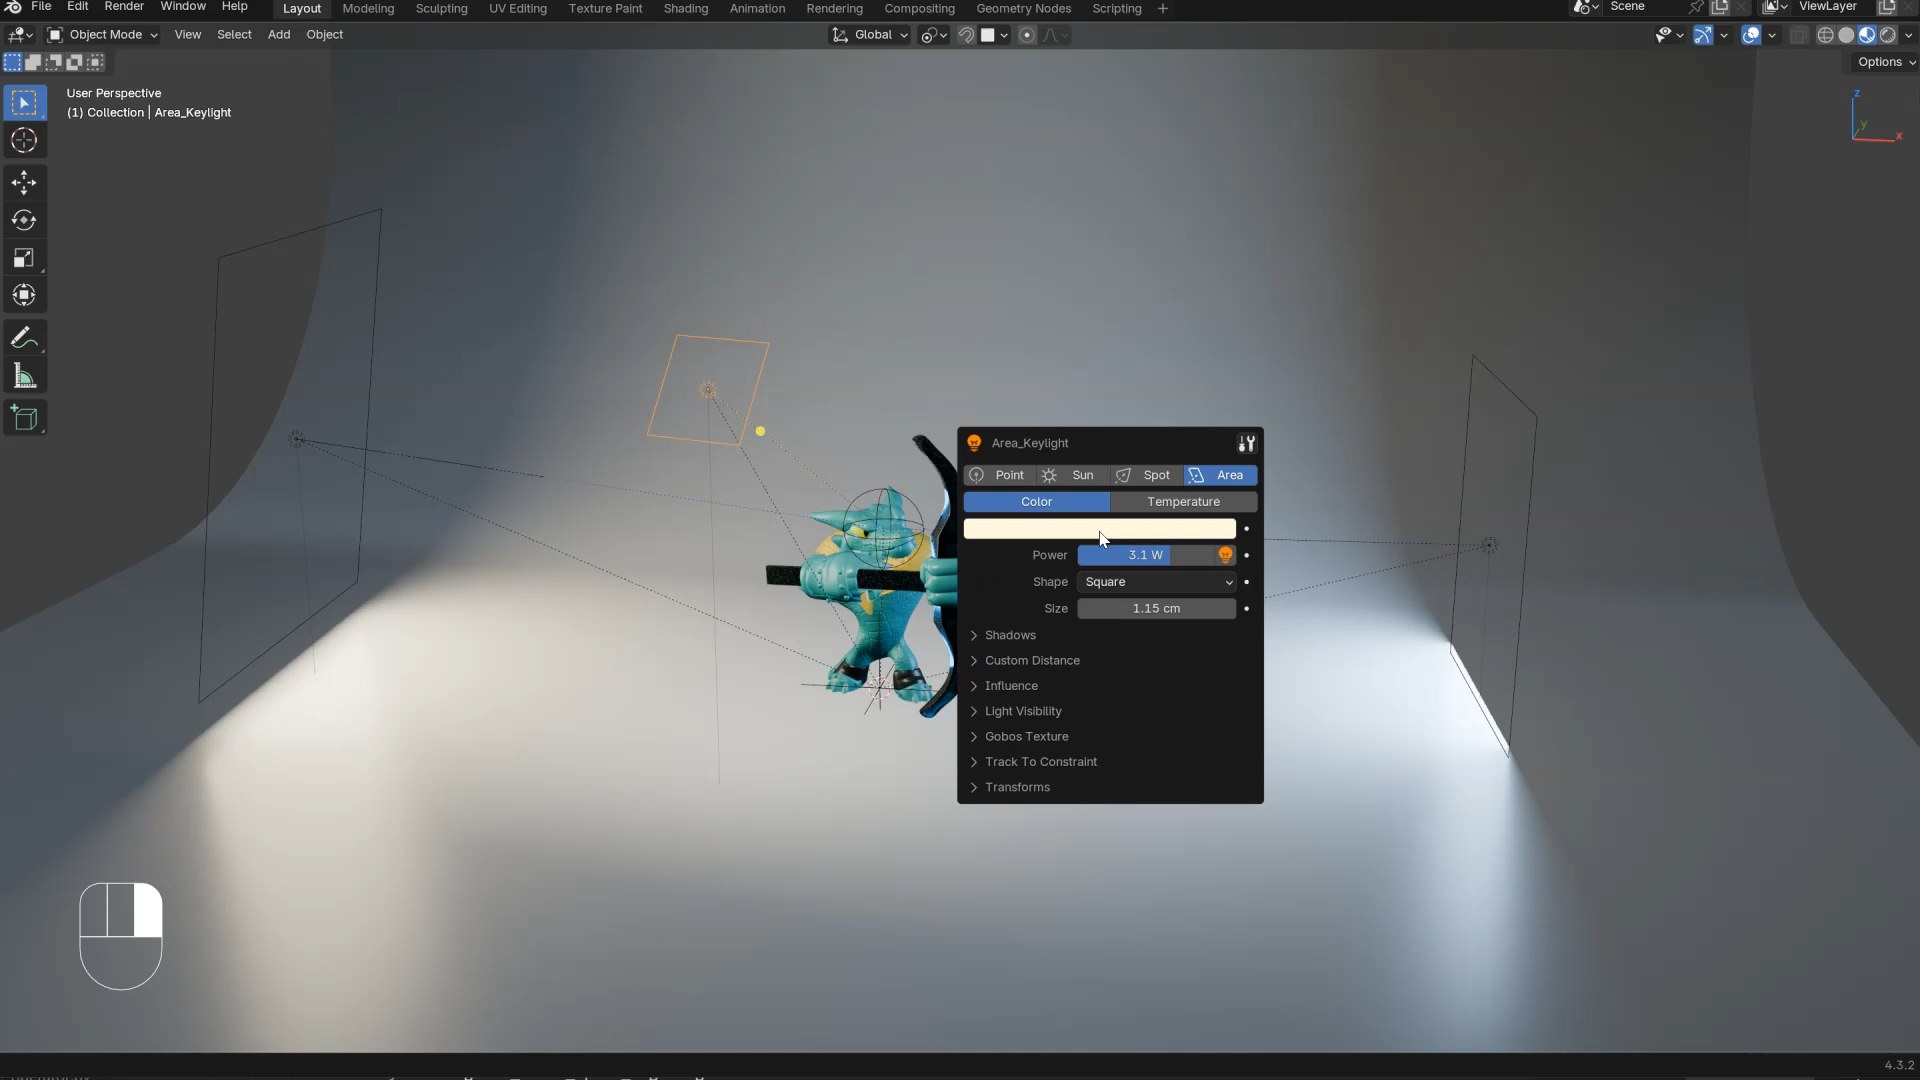 File Edit Render Window Help Layout Modeling Sculpting UV Editing Texture Paint Shading Animation Rendering Compositing Geometry Nodes Scripting + Scene ViewLayer
Object Mode View Select Add Object Global
Options
User Perspective
(1) Collection | Area_Keylight
z
y
x
Area_Keylight
Point Sun Spot Area
Color Temperature
Power 3.1 W
Shape Square
Size 1.15 cm
Shadows
Custom Distance
Influence
Light Visibility
Gobos Texture
Track To Constraint
Transforms
4.3.2